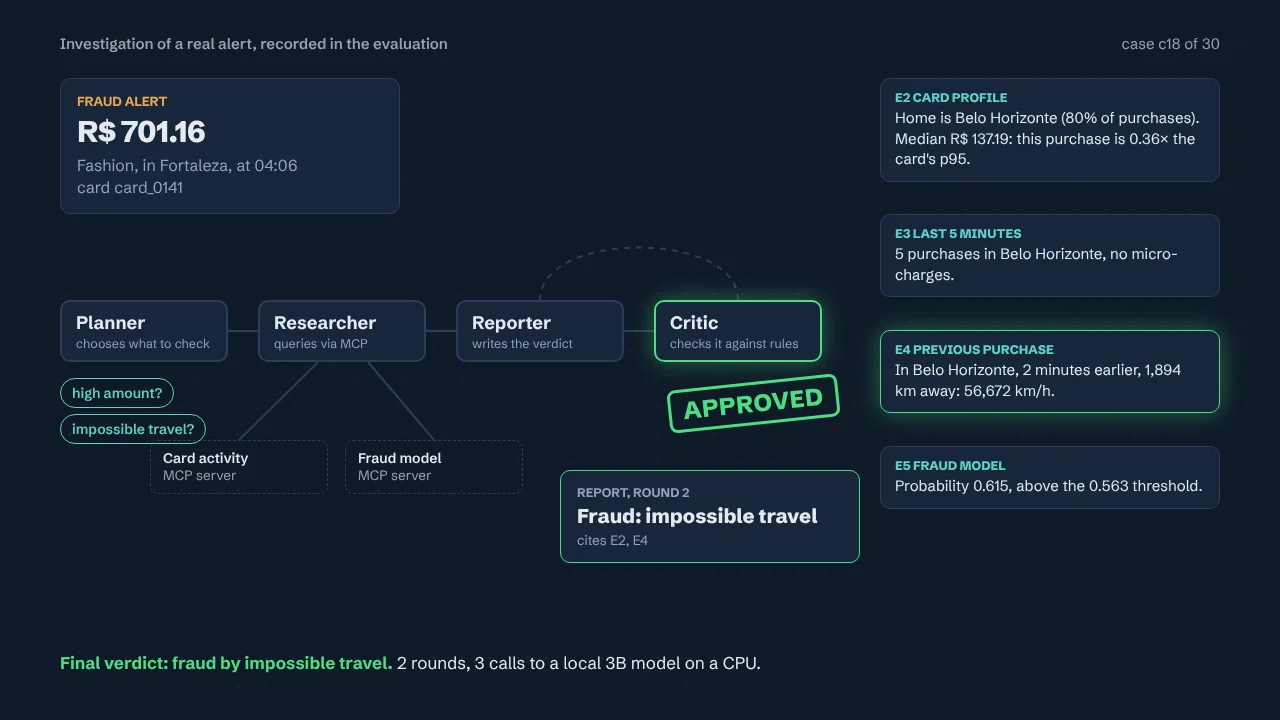 Investigation of a real alert, recorded in the evaluation
case c18 of 30
FRAUD ALERT
R$ 701.16
Fashion, in Fortaleza, at 04:06
card card_0141
E2 CARD PROFILE
Home is Belo Horizonte (80% of purchases).
Median R$ 137.19: this purchase is 0.36× the
card's p95.
E3 LAST 5 MINUTES
5 purchases in Belo Horizonte, no micro-
charges.
Planner
chooses what to check
Researcher
queries via MCP
Reporter
writes the verdict
Critic
checks it against rules
E4 PREVIOUS PURCHASE
In Belo Horizonte, 2 minutes earlier, 1,894
km away: 56,672 km/h.
high amount?
impossible travel?
APPROVED
Card activity
MCP server
Fraud model
MCP server
E5 FRAUD MODEL
Probability 0.615, above the 0.563 threshold.
REPORT, ROUND 2
Fraud: impossible travel
cites E2, E4
Final verdict: fraud by impossible travel. 2 rounds, 3 calls to a local 3B model on a CPU.